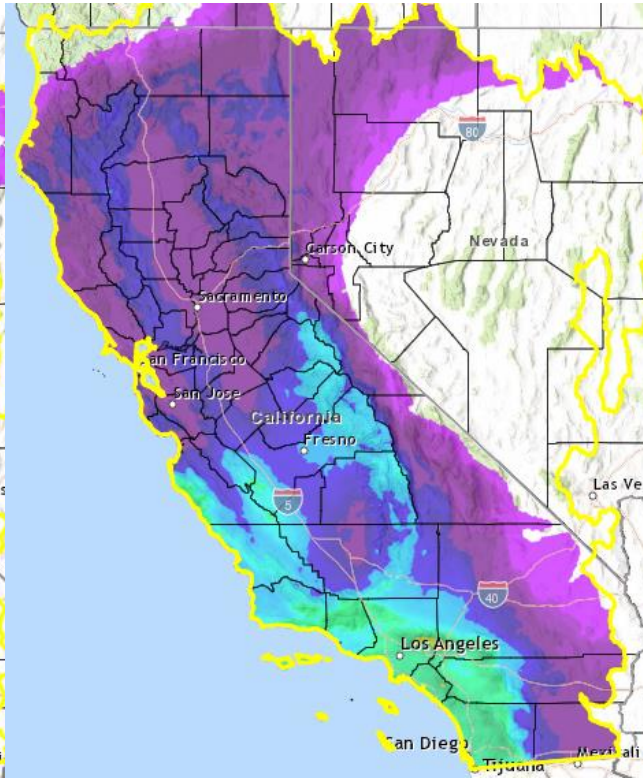 80
Carson City
Nevada
Sacramento
an Francisco
San Jose
California
Fresno
5
Las Ve
40
Los Angeles
San Diego
Tijuana
Mexicali